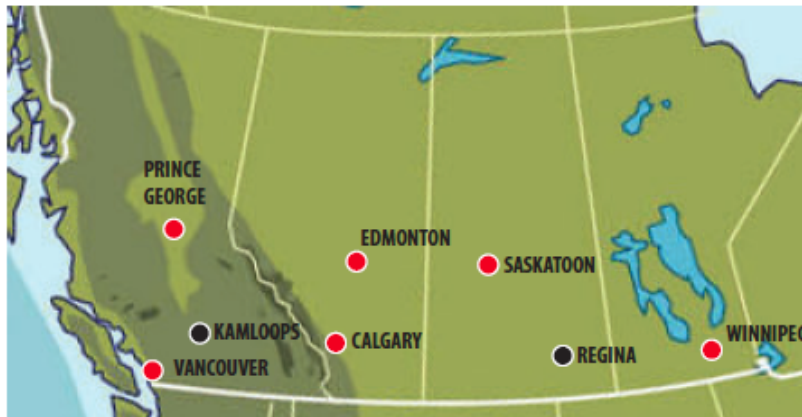 PRINCE
GEORGE
EDMONTON
SASKATOON
KAMLOOPS
CALGARY
WINNIPEG
REGINA
VANCOUVER